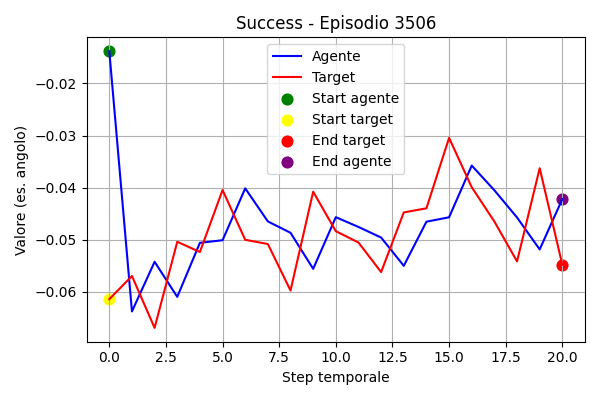 Success - Episodio 3506
Agente
Target
Start agente
Start target
End target
End agente
Valore (es. angolo)
−0.02
−0.03
−0.04
−0.05
−0.06
0.0 2.5 5.0 7.5 10.0 12.5 15.0 17.5 20.0
Step temporale